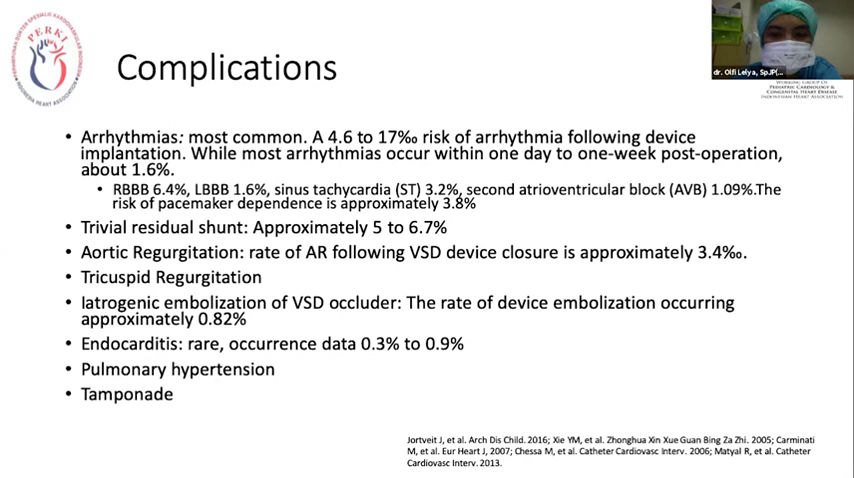 PERKI
INDONESIA HEART ASSOCIATION
Complications
dr. Olfi Lelya, SpJP(...
WORKING GROUP OF
PEDIATRIC CARDIOLOGY &
CONGENITAL HEART DISEASE
INDONESIAN HEART ASSOCIATION
• Arrhythmias: most common. A 4.6 to 17‰ risk of arrhythmia following device
implantation. While most arrhythmias occur within one day to one-week post-operation,
about 1.6%.
• RBBB 6.4%, LBBB 1.6%, sinus tachycardia (ST) 3.2%, second atrioventricular block (AVB) 1.09%.The
risk of pacemaker dependence is approximately 3.8%
• Trivial residual shunt: Approximately 5 to 6.7%
• Aortic Regurgitation: rate of AR following VSD device closure is approximately 3.4‰.
• Tricuspid Regurgitation
• Iatrogenic embolization of VSD occluder: The rate of device embolization occurring
approximately 0.82%
• Endocarditis: rare, occurrence data 0.3% to 0.9%
• Pulmonary hypertension
• Tamponade
Jortveit J, et al. Arch Dis Child. 2016; Xie YM, et al. Zhonghua Xin Xue Guan Bing Za Zhi. 2005; Carminati
M, et al. Eur Heart J, 2007; Chessa M, et al. Catheter Cardiovasc Interv. 2006; Matyal R, et al. Catheter
Cardiovasc Interv. 2013.